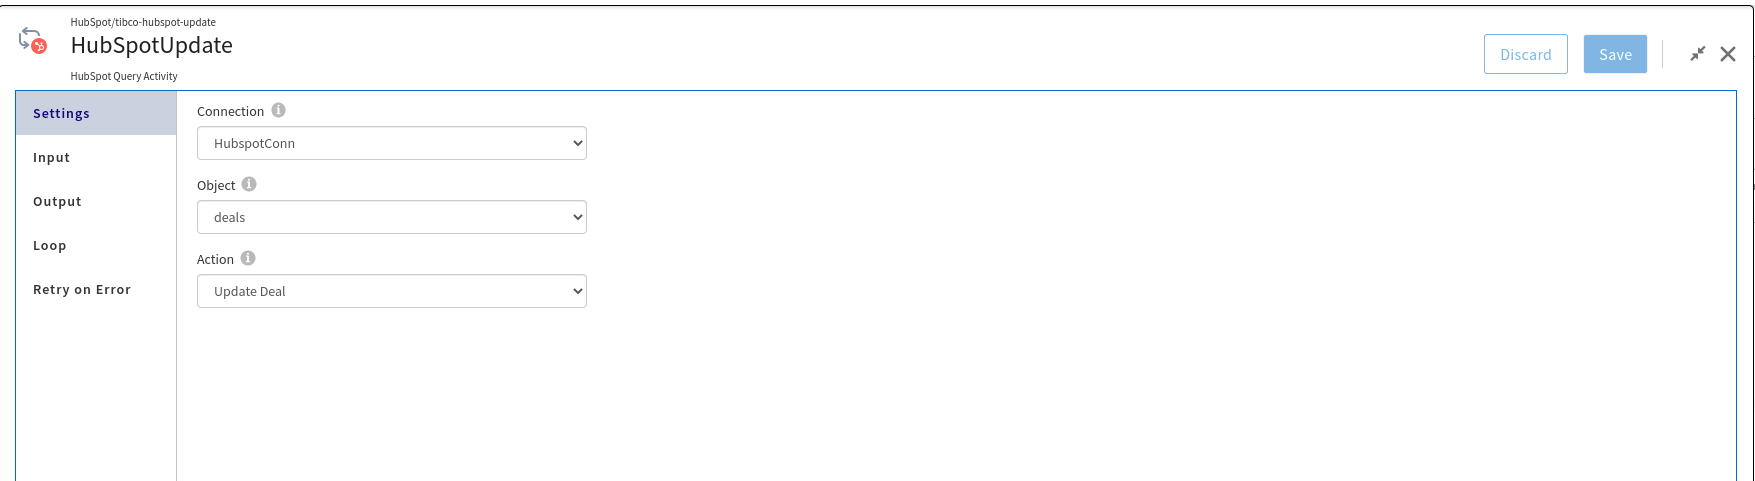 HubSpot/tibco-hubspot-update
HubSpotUpdate
HubSpot Query Activity
Discard
Save
Settings
Input
Output
Loop
Retry on Error
Connection
HubspotConn
Object
deals
Action
Update Deal